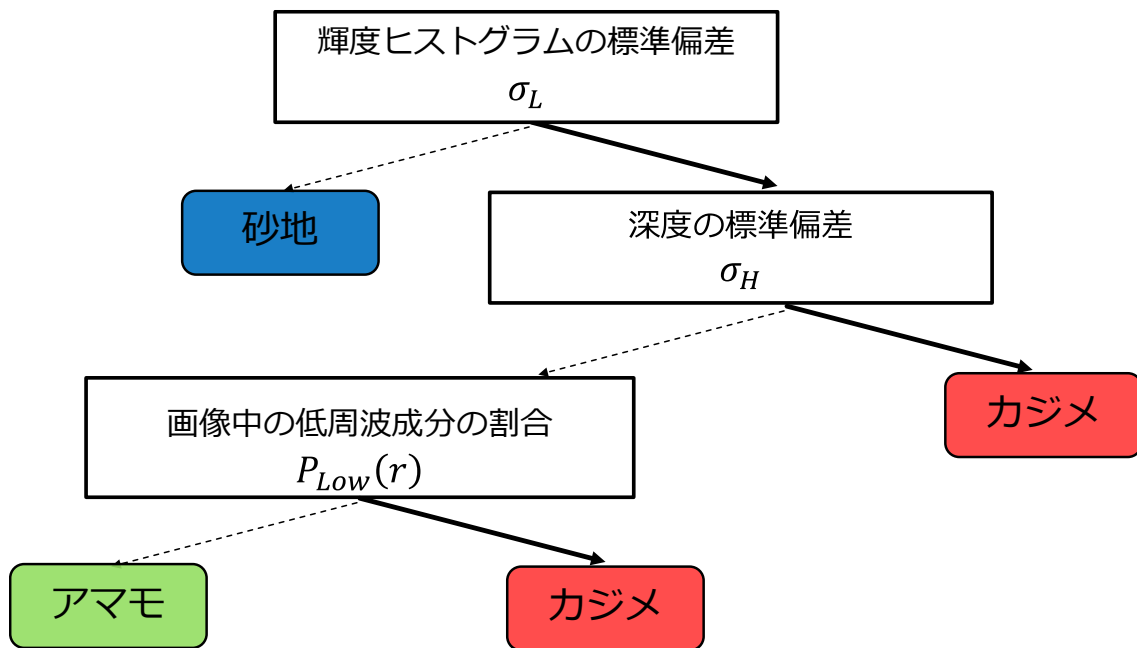 輝度ヒストグラムの標準偏差
σ_L
砂地
深度の標準偏差
σ_H
カジメ
画像中の低周波成分の割合
P_Low(r)
アマモ
カジメ